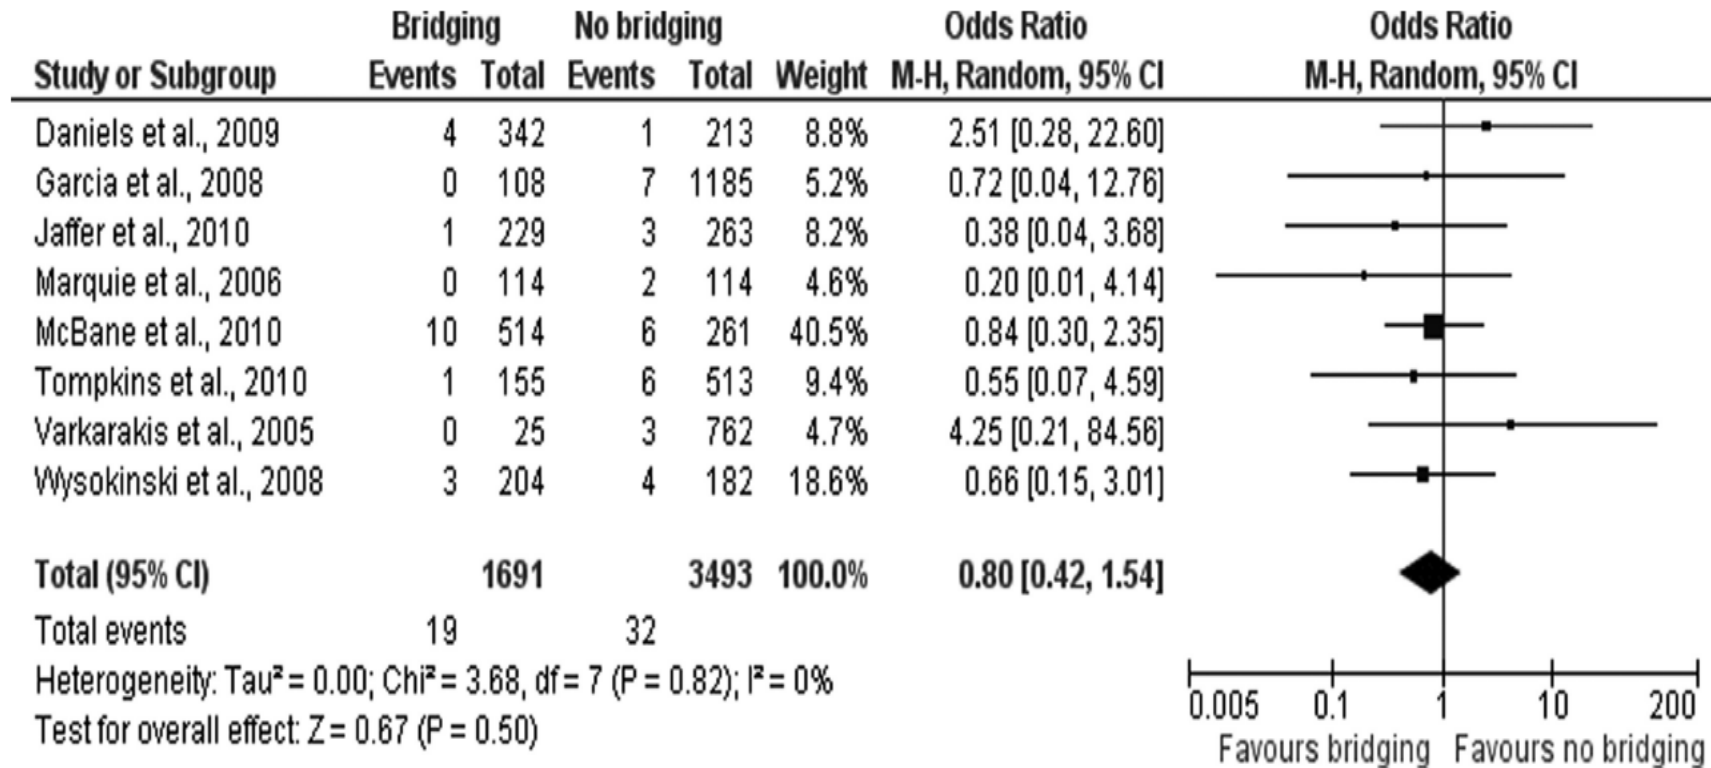 Bridging No bridging Odds Ratio Odds Ratio
Study or Subgroup Events Total Events Total Weight M-H, Random, 95% CI M-H, Random, 95% CI
Daniels et al., 2009 4 342 1 213 8.8% 2.51 [0.28, 22.60]
Garcia et al., 2008 0 108 7 1185 5.2% 0.72 [0.04, 12.76]
Jaffer et al., 2010 1 229 3 263 8.2% 0.38 [0.04, 3.68]
Marquie et al., 2006 0 114 2 114 4.6% 0.20 [0.01, 4.14]
McBane et al., 2010 10 514 6 261 40.5% 0.84 [0.30, 2.35]
Tompkins et al., 2010 1 155 6 513 9.4% 0.55 [0.07, 4.59]
Varkarakis et al., 2005 0 25 3 762 4.7% 4.25 [0.21, 84.56]
Wysokinski et al., 2008 3 204 4 182 18.6% 0.66 [0.15, 3.01]
Total (95% CI) 1691 3493 100.0% 0.80 [0.42, 1.54]
Total events 19 32
Heterogeneity: Tau² = 0.00; Chi² = 3.68, df = 7 (P = 0.82); I² = 0%
Test for overall effect: Z = 0.67 (P = 0.50)
0.005 0.1 1 10 200
Favours bridging Favours no bridging